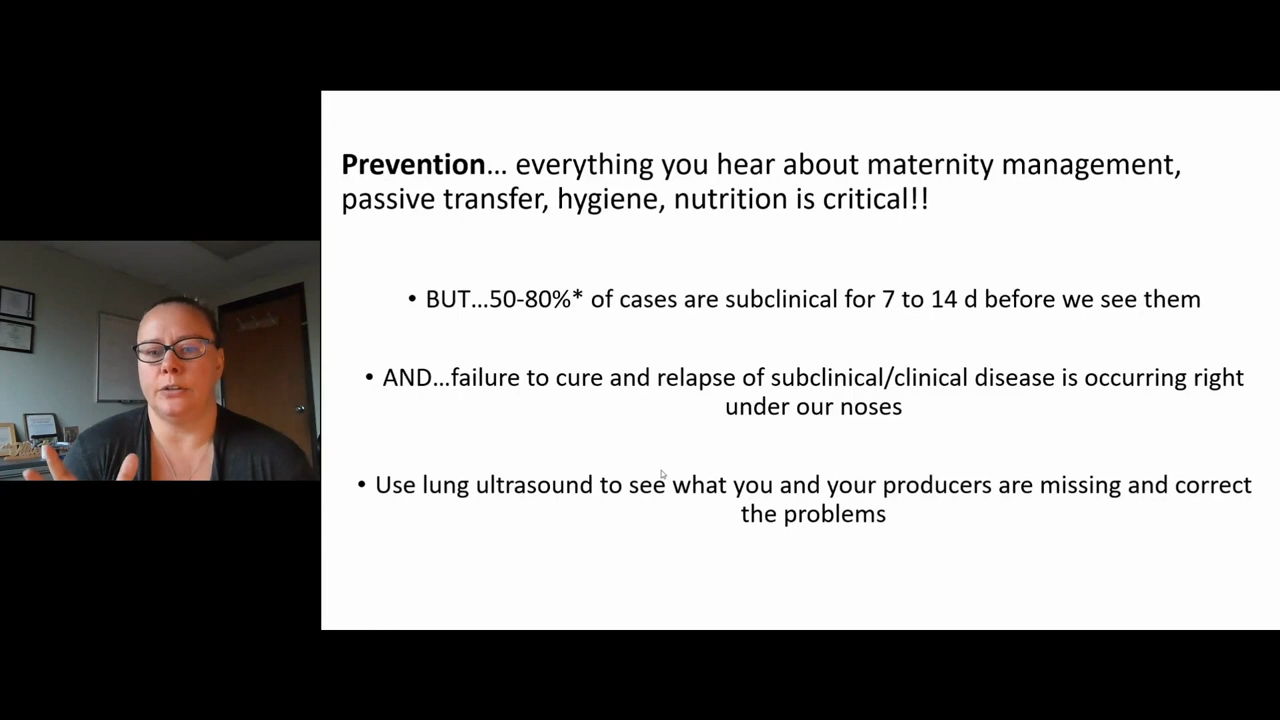 Prevention… everything you hear about maternity management,
passive transfer, hygiene, nutrition is critical!!
• BUT…50-80%* of cases are subclinical for 7 to 14 d before we see them
• AND…failure to cure and relapse of subclinical/clinical disease is occurring right
under our noses
• Use lung ultrasound to see what you and your producers are missing and correct
the problems